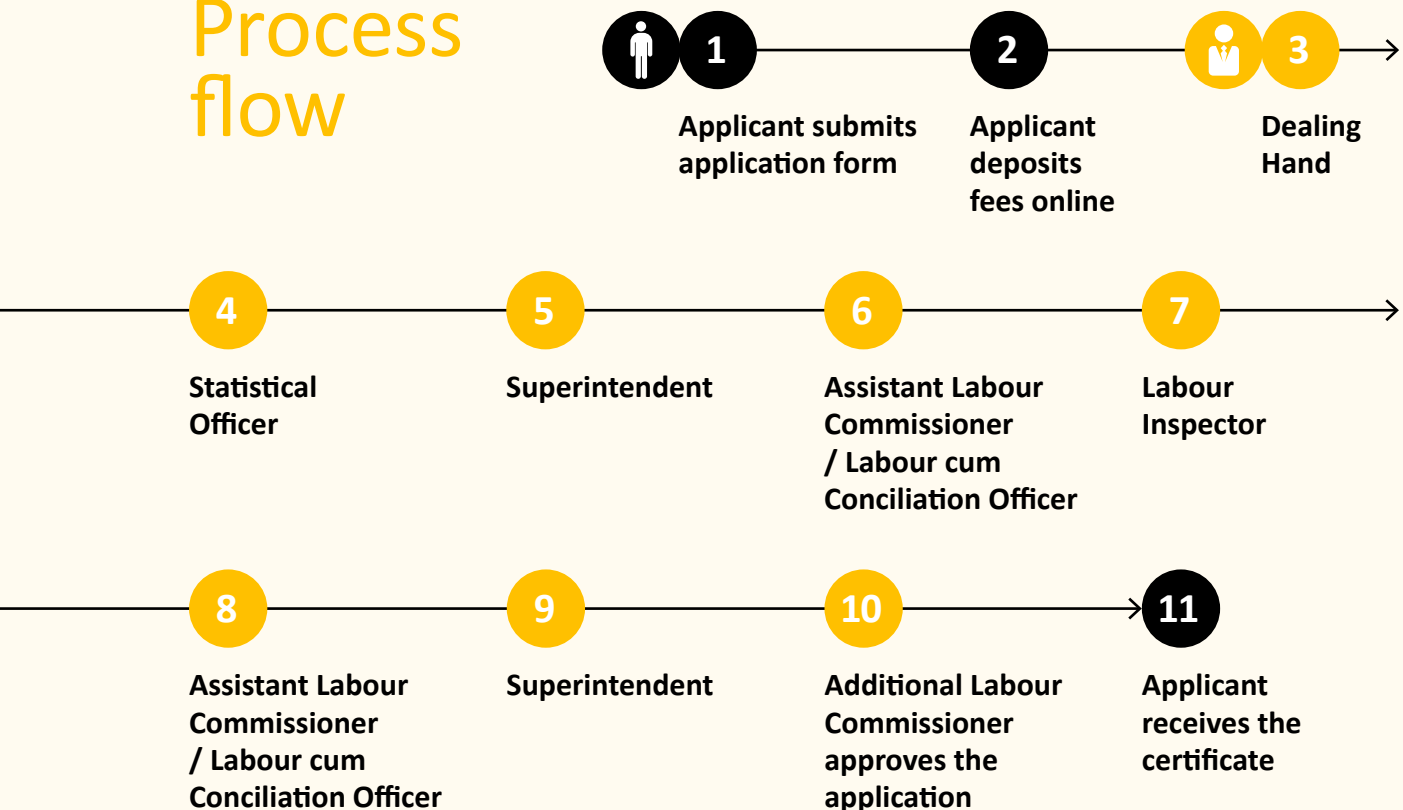 Process
flow
1
2
3
Applicant submits
application form
Applicant
deposits
fees online
Dealing
Hand
4
5
6
7
Statistical
Officer
Superintendent
Assistant Labour
Commissioner
/ Labour cum
Conciliation Officer
Labour
Inspector
8
9
10
11
Assistant Labour
Commissioner
/ Labour cum
Conciliation Officer
Superintendent
Additional Labour
Commissioner
approves the
application
Applicant
receives the
certificate